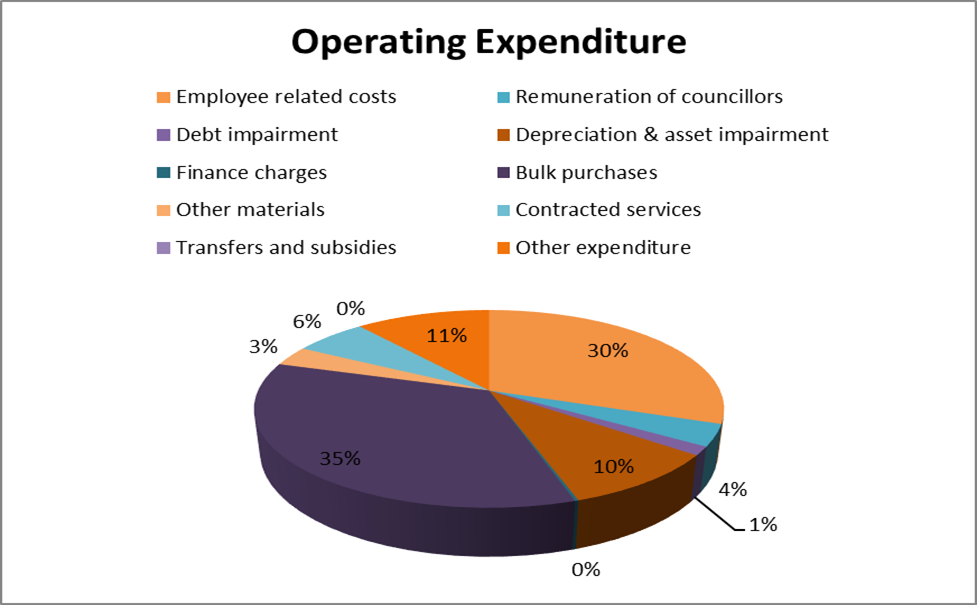 Operating Expenditure
Employee related costs Remuneration of councillors
Debt impairment Depreciation & asset impairment
Finance charges Bulk purchases
Other materials Contracted services
Transfers and subsidies Other expenditure
0%
6%
11%
3%
30%
35%
10%
4%
1%
0%